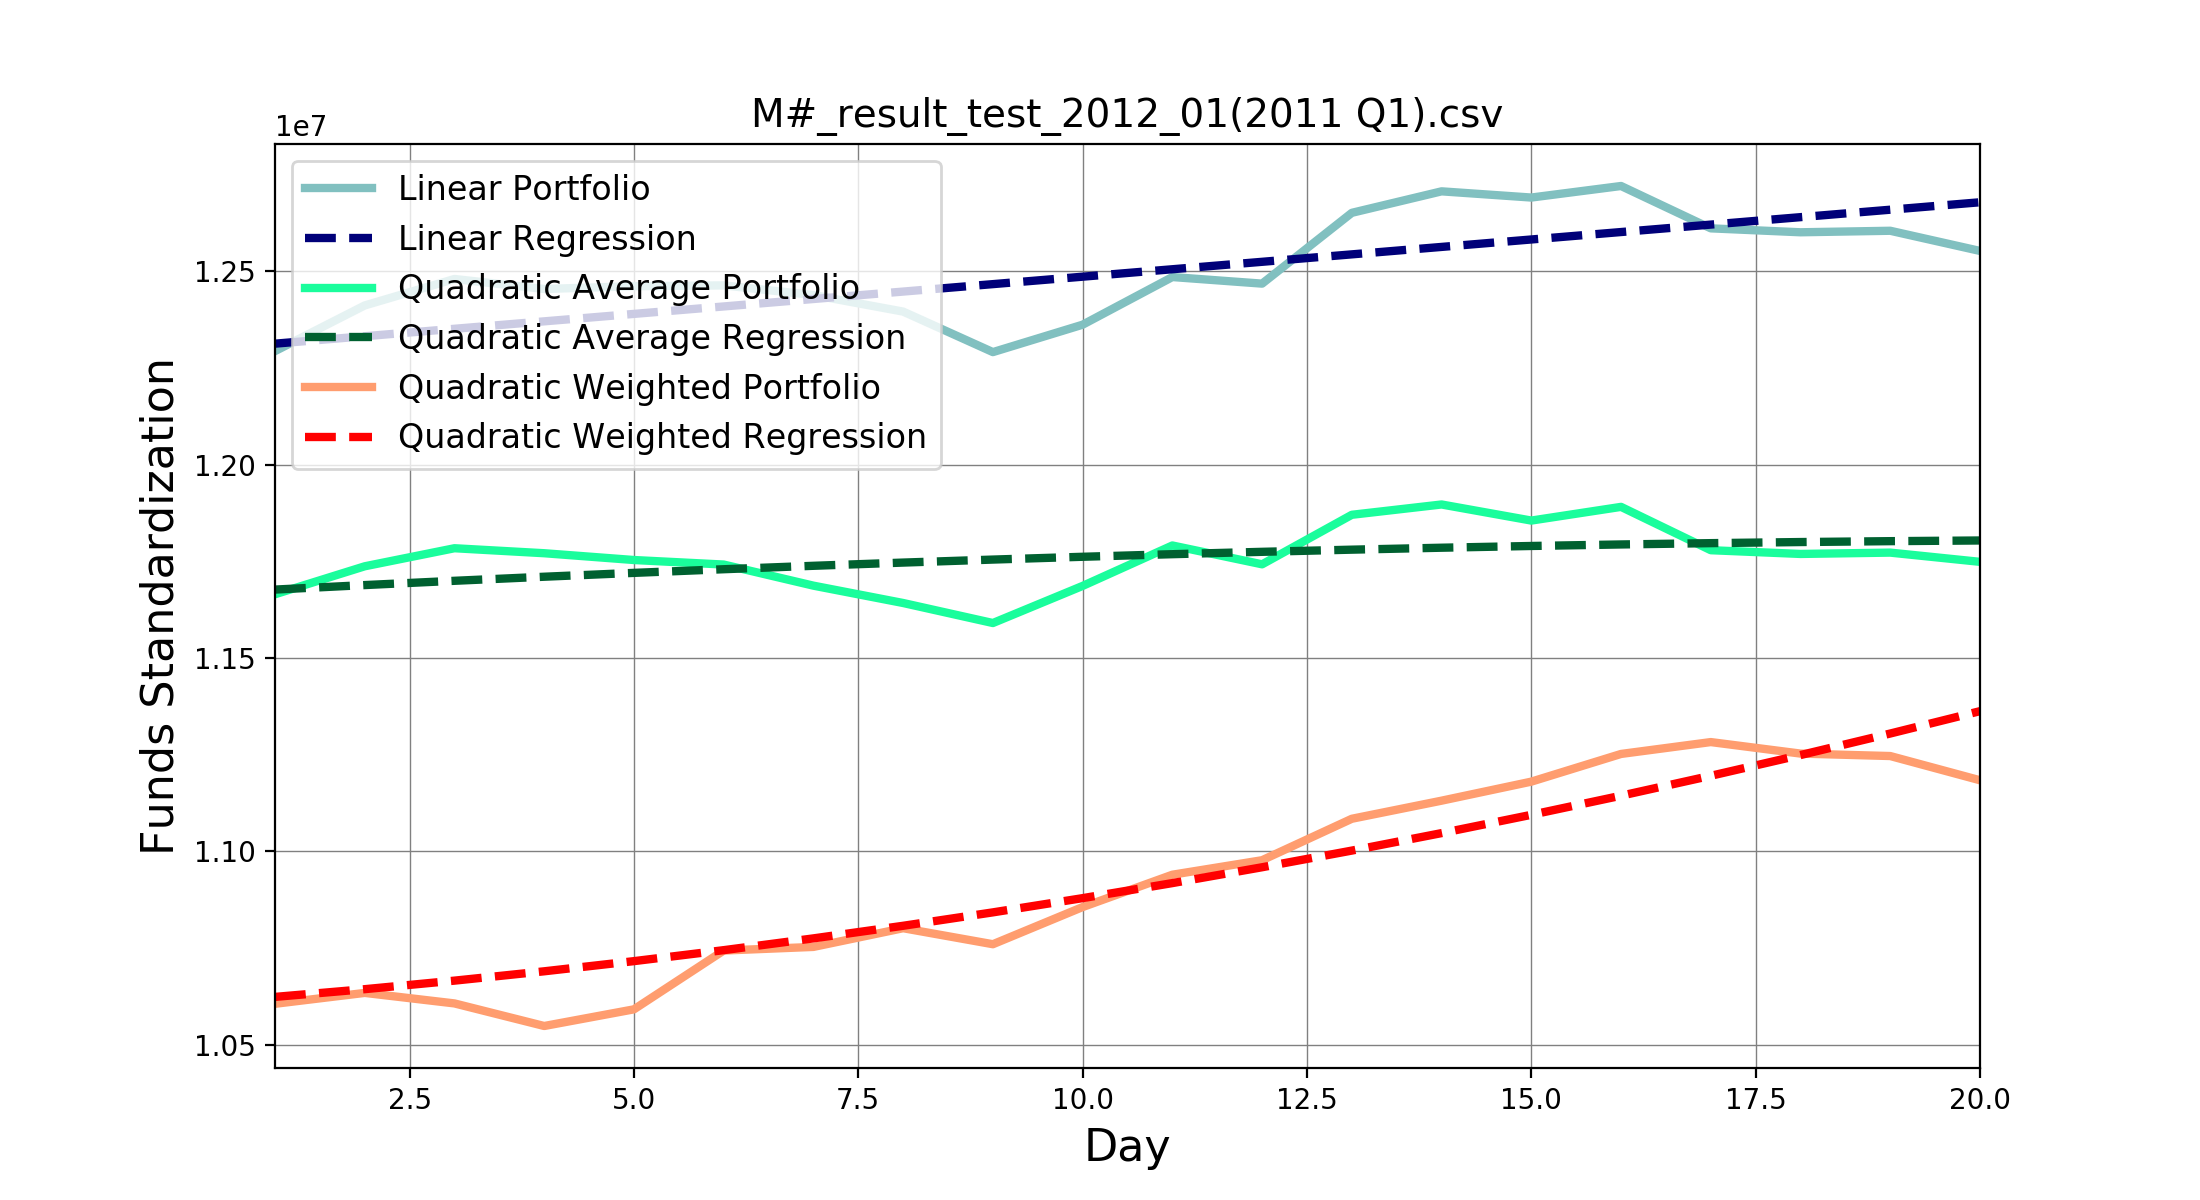 M#_result_test_2012_01(2011 Q1).csv
1e7
Linear Portfolio
Linear Regression
Quadratic Average Portfolio
Quadratic Average Regression
Quadratic Weighted Portfolio
Quadratic Weighted Regression
Funds Standardization
1.25
1.20
1.15
1.10
1.05
2.5 5.0 7.5 10.0 12.5 15.0 17.5 20.0
Day